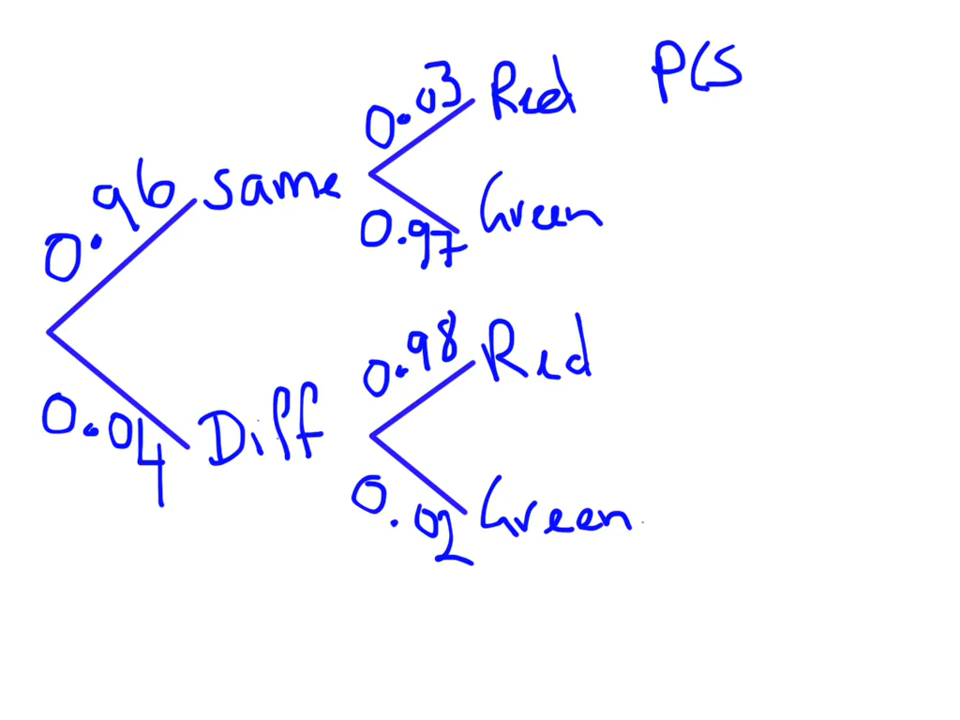 0.03 Red P(S
0.96 Same
0.97 Green
0.98 Red
0.04 Diff
0.02 Green